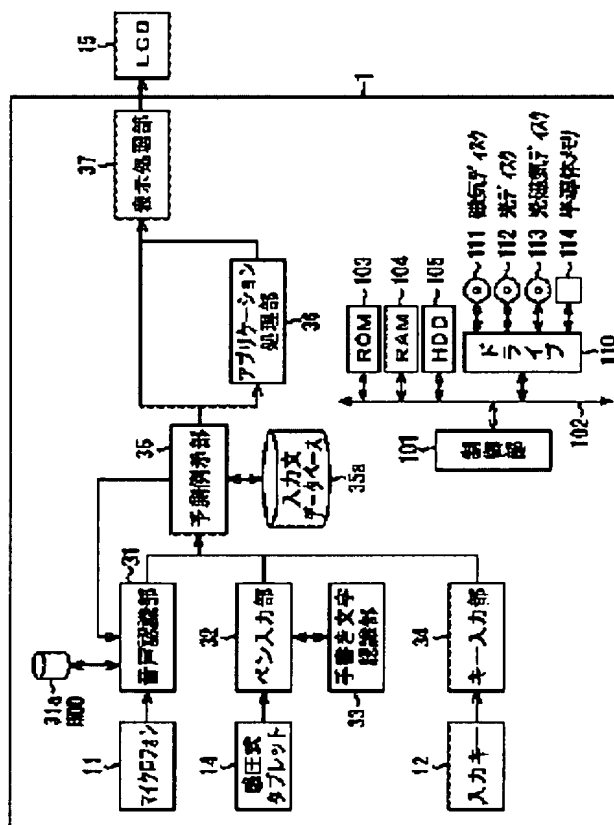 11
マイクロフォン
31a
HDD
31
音声認識部
14
感圧式
タブレット
32
ペン入力部
33
手書き文字
認識部
12
入力キー
34
キー入力部
35
予測例示部
入力文
データベース
35a
36
アプリケーション
処理部
37
表示処理部
15
LCD
1
101
制御部
102
103
ROM
104
RAM
105
HDD
110
ドライブ
111 磁気ディスク
112 光ディスク
113 光磁気ディスク
114 半導体メモリ